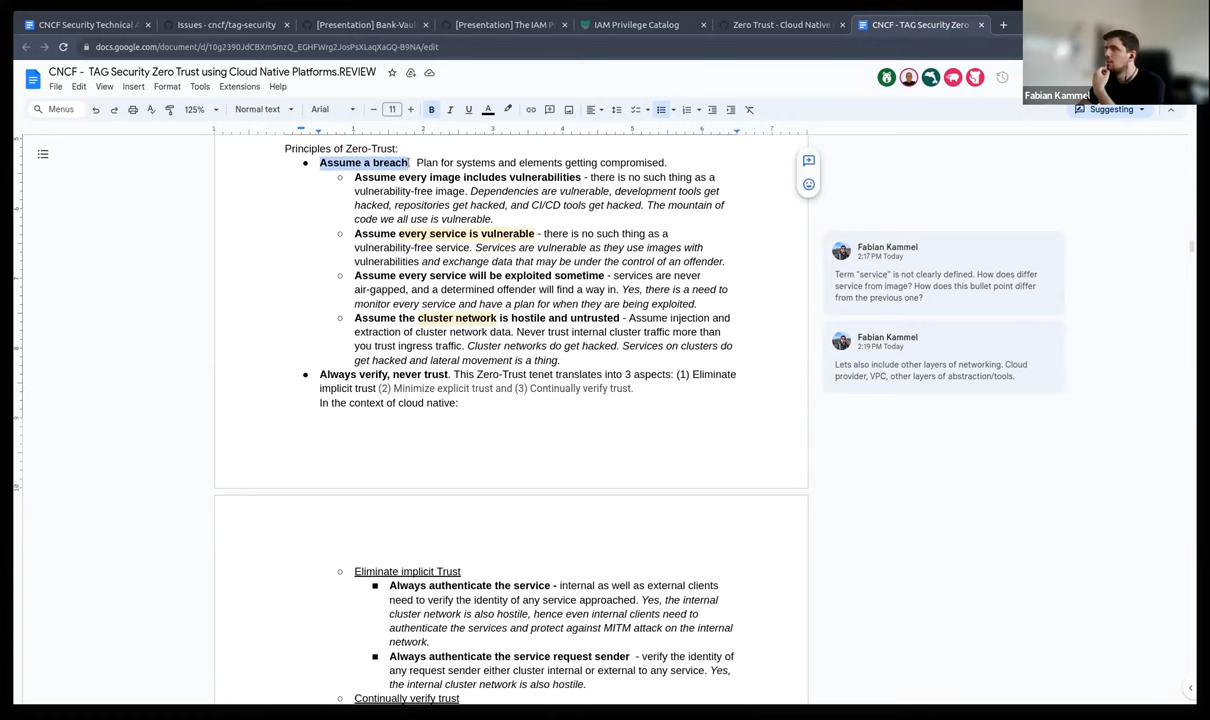 CNCF Security Technical A
Issues · cncf/tag-security
[Presentation] Bank-Vau
[Presentation] The IAM P
IAM Privilege Catalog
Zero Trust - Cloud Native
CNCF - TAG Security Zero
docs.google.com/document/d/10g2390JdCBXmSmzQ_EGHFWrg2JosPsXLaqXaGQ-B9NA/edit
CNCF - TAG Security Zero Trust using Cloud Native Platforms.REVIEW
File Edit View Insert Format Tools Extensions Help
Fabian Kammel
Menus 125% Normal text Arial 11 Suggesting
1 1 2 3 4 5 6 7
Principles of Zero-Trust:
● Assume a breach Plan for systems and elements getting compromised.
○ Assume every image includes vulnerabilities - there is no such thing as a
vulnerability-free image. Dependencies are vulnerable, development tools get
hacked, repositories get hacked, and CI/CD tools get hacked. The mountain of
code we all use is vulnerable.
○ Assume every service is vulnerable - there is no such thing as a
vulnerability-free service. Services are vulnerable as they use images with
vulnerabilities and exchange data that may be under the control of an offender.
○ Assume every service will be exploited sometime - services are never
air-gapped, and a determined offender will find a way in. Yes, there is a need to
monitor every service and have a plan for when they are being exploited.
○ Assume the cluster network is hostile and untrusted - Assume injection and
extraction of cluster network data. Never trust internal cluster traffic more than
you trust ingress traffic. Cluster networks do get hacked. Services on clusters do
get hacked and lateral movement is a thing.
● Always verify, never trust. This Zero-Trust tenet translates into 3 aspects: (1) Eliminate
implicit trust (2) Minimize explicit trust and (3) Continually verify trust.
In the context of cloud native:
○ Eliminate implicit Trust
■ Always authenticate the service - internal as well as external clients
need to verify the identity of any service approached. Yes, the internal
cluster network is also hostile, hence even internal clients need to
authenticate the services and protect against MITM attack on the internal
network.
■ Always authenticate the service request sender - verify the identity of
any request sender either cluster internal or external to any service. Yes,
the internal cluster network is also hostile.
○ Continually verify trust
Fabian Kammel
2:17 PM Today
Term "service" is not clearly defined. How does differ
service from image? How does this bullet point differ
from the previous one?
Fabian Kammel
2:19 PM Today
Lets also include other layers of networking. Cloud
provider, VPC, other layers of abstraction/tools.